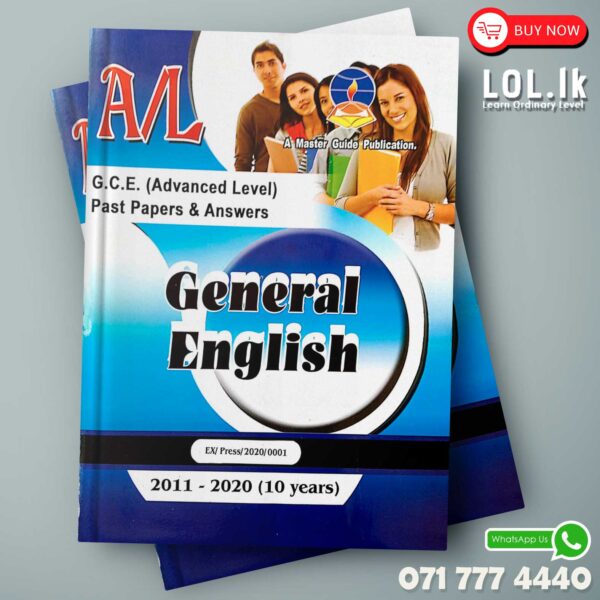 BUY NOW
LOL.lk
Learn Ordinary Level
A/L
A Master Guide Publication.
G.C.E. (Advanced Level)
Past Papers & Answers
General
English
EX/ Press/2020/0001
2011 - 2020 (10 years)
WhatsApp Us
071 777 4440